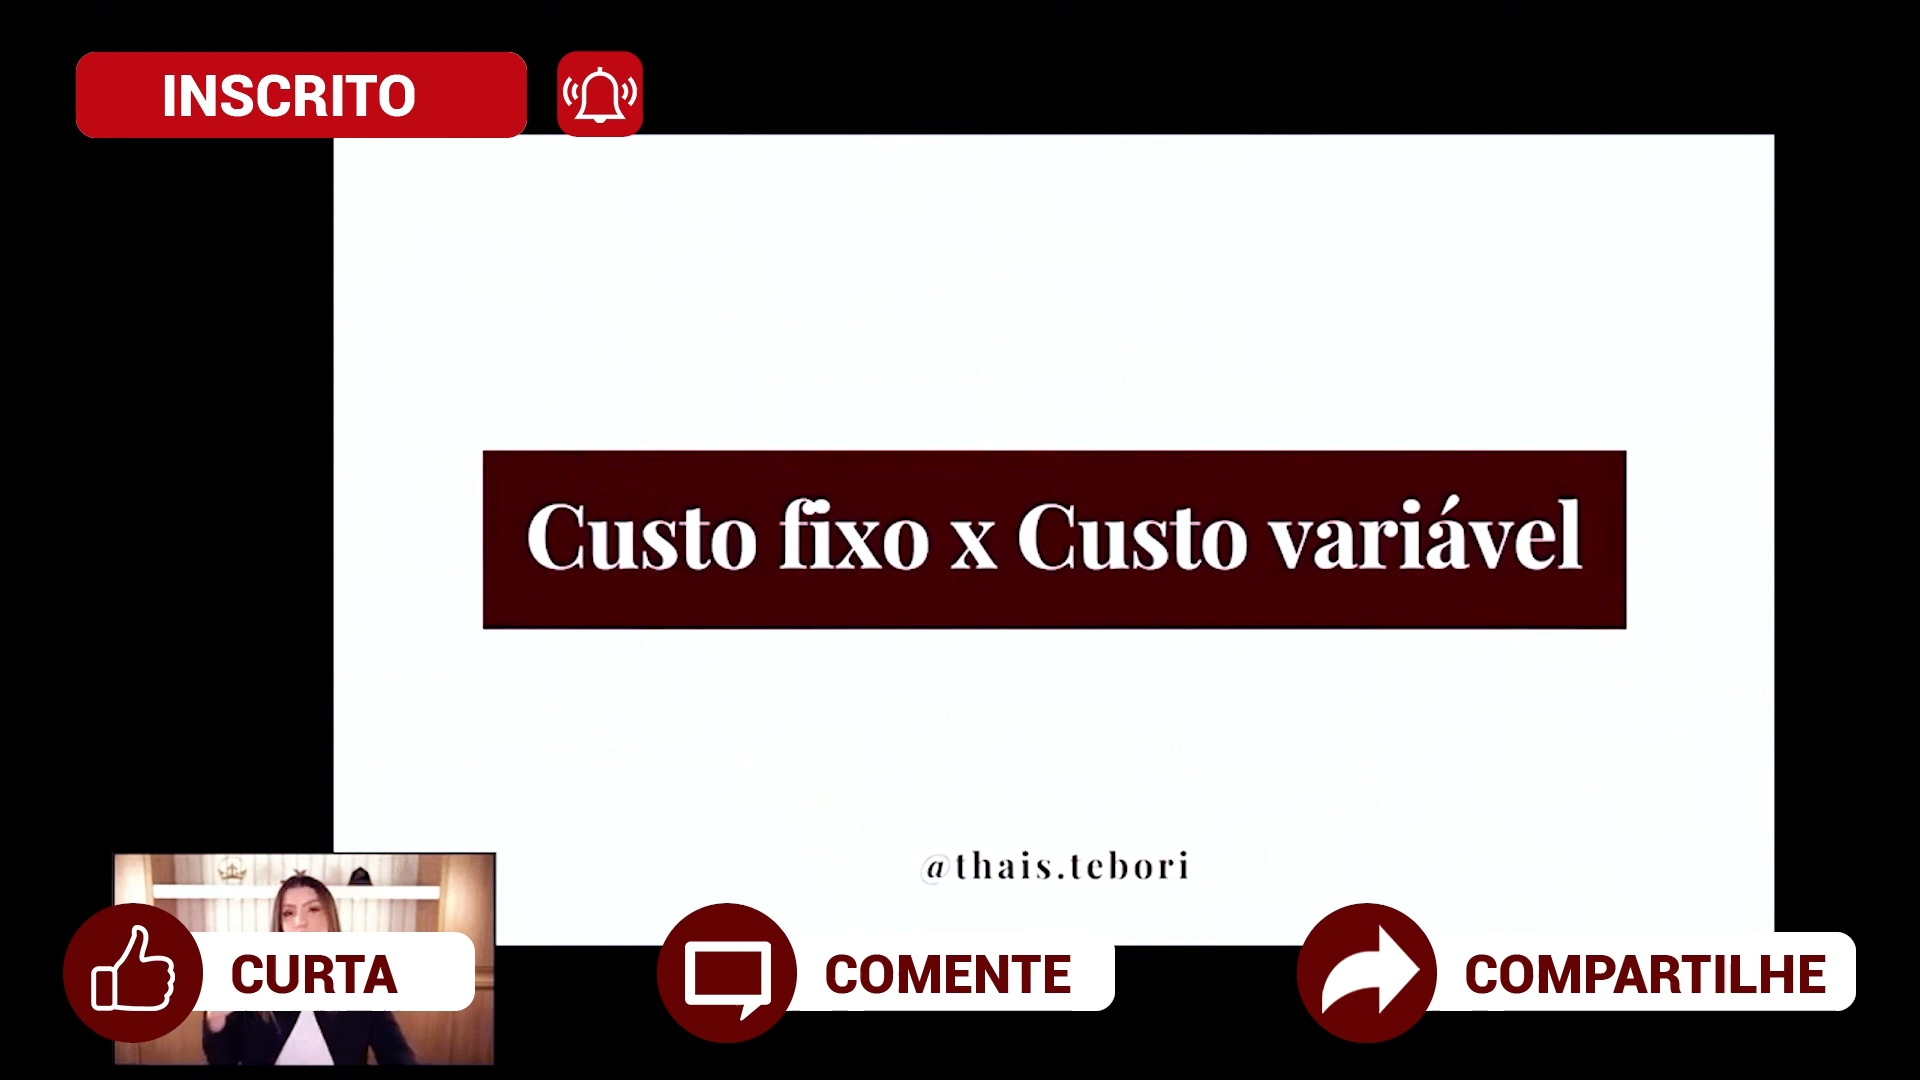 INSCRITO
Custo fixo x Custo variável
@thais.tebori
CURTA
COMENTE
COMPARTILHE